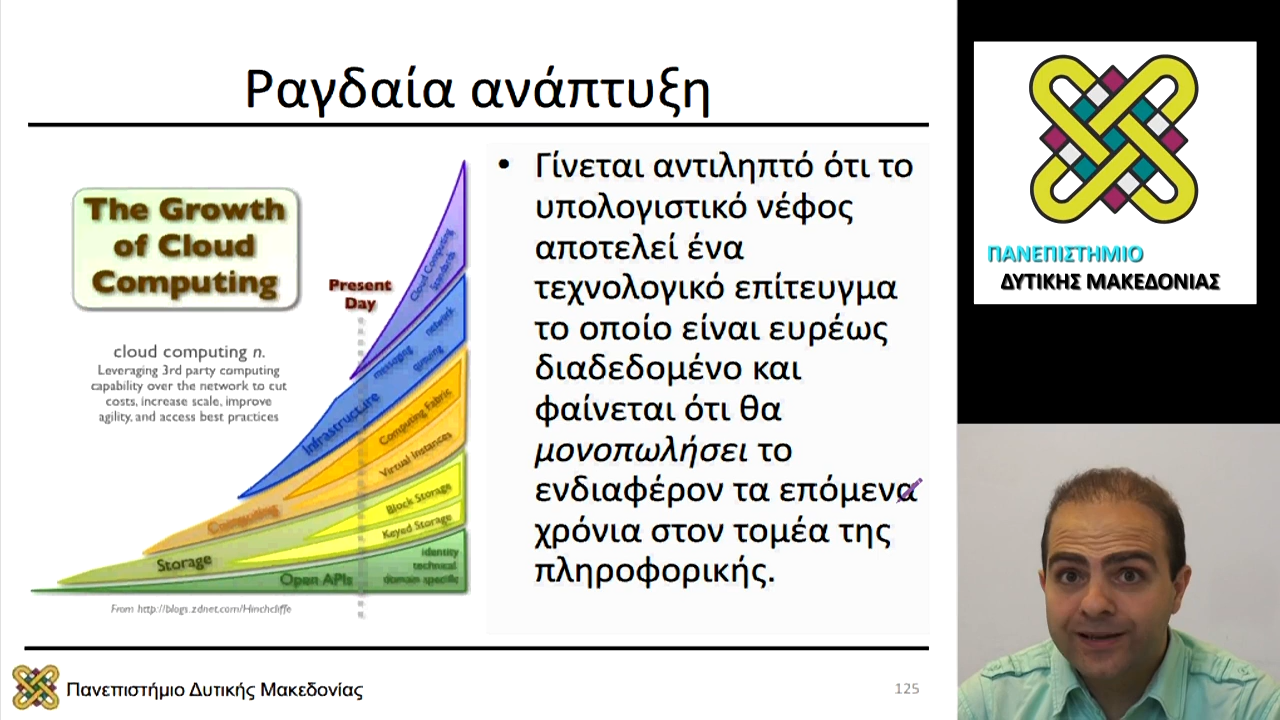 Ραγδαία ανάπτυξη
The Growth
of Cloud
Computing
Present
Day
cloud computing n.
Leveraging 3rd party computing
capability over the network to cut
costs, increase scale, improve
agility, and access best practices
Cloud Computing
Standards
network
messaging
queuing
Infrastructure
Computing Fabric
Virtual Instances
Computing
Block Storage
Keyed Storage
Storage
identity
technical
domain specific
Open APIs
From http://blogs.zdnet.com/Hinchcliffe
• Γίνεται αντιληπτό ότι το
υπολογιστικό νέφος
αποτελεί ένα
τεχνολογικό επίτευγμα
το οποίο είναι ευρέως
διαδεδομένο και
φαίνεται ότι θα
μονοπωλήσει το
ενδιαφέρον τα επόμενα
χρόνια στον τομέα της
πληροφορικής.
Πανεπιστήμιο Δυτικής Μακεδονίας
125
ΠΑΝΕΠΙΣΤΗΜΙΟ
ΔΥΤΙΚΗΣ ΜΑΚΕΔΟΝΙΑΣ